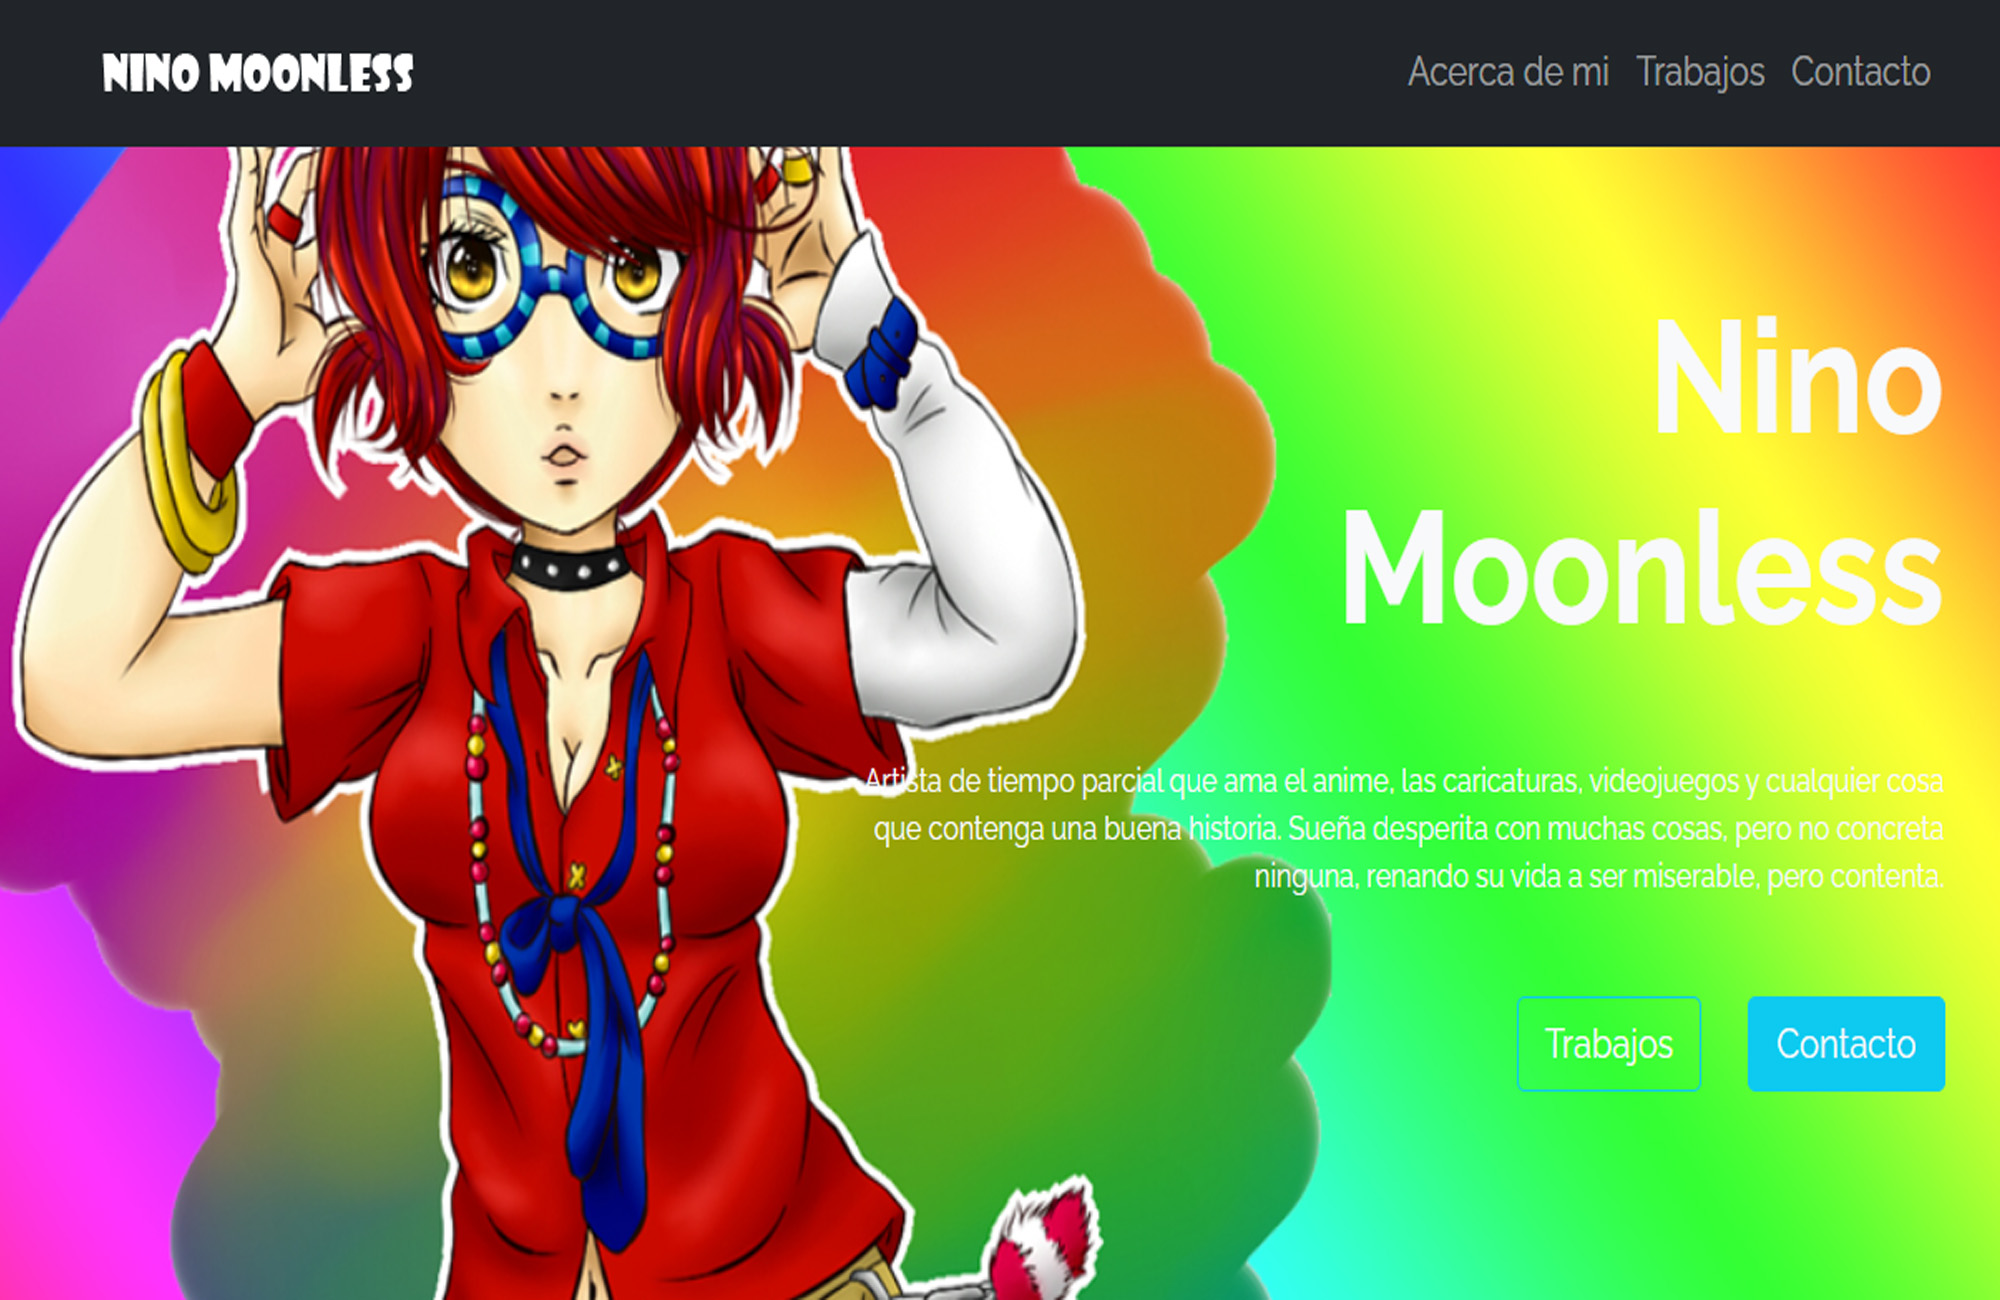 NINO MOONLESS
Acerca de mi Trabajos Contacto
Nino
Moonless
Artista de tiempo parcial que ama el anime, las caricaturas, videojuegos y cualquier cosa
que contenga una buena historia. Sueña desperita con muchas cosas, pero no concreta
ninguna, renando su vida a ser miserable, pero contenta.
Trabajos Contacto